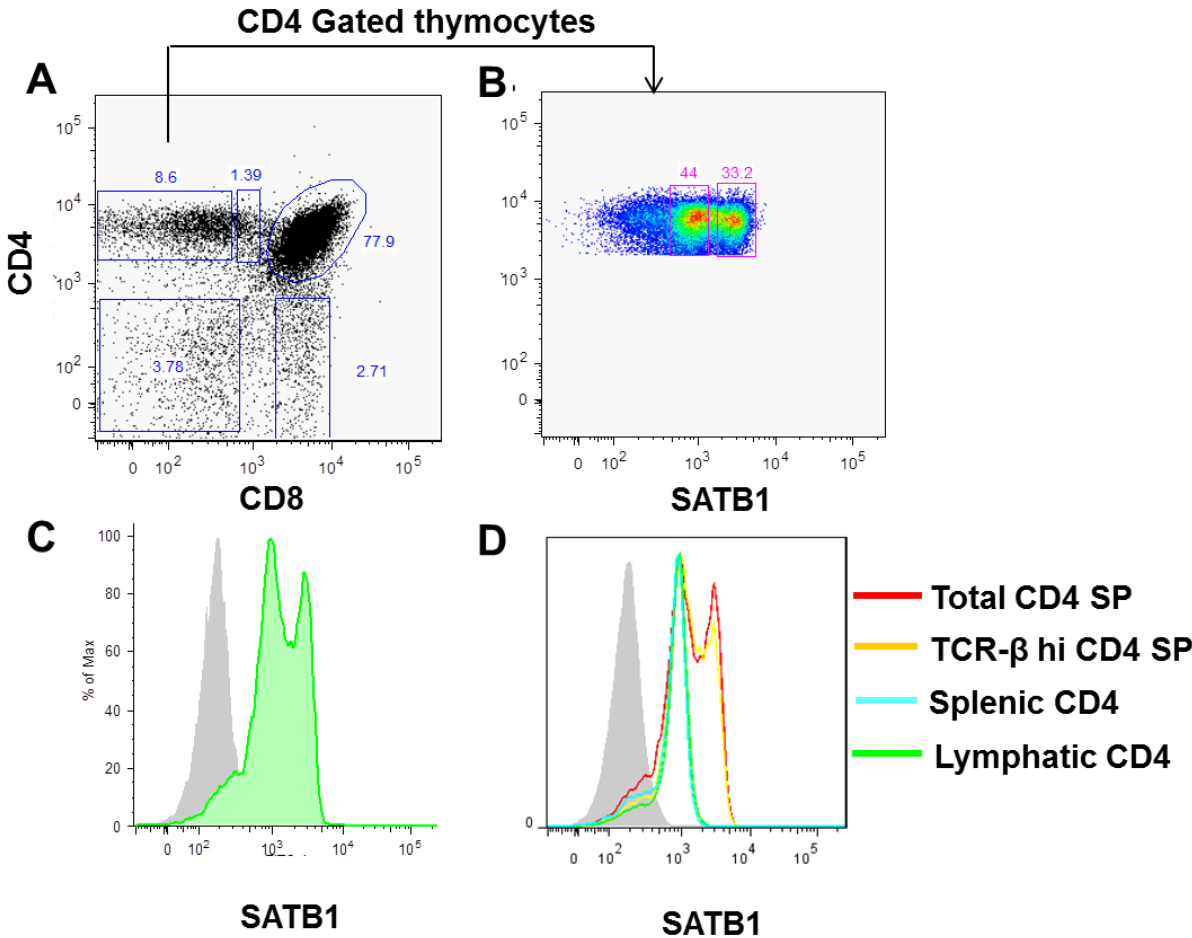 CD4 Gated thymocytes
A
B
CD4
10^5
10^4
10^3
10^2
0
8.6
1.39
77.9
3.78
2.71
0 10^2 10^3 10^4 10^5
CD8
10^5
10^4
10^3
10^2
0
44 33.2
0 10^2 10^3 10^4 10^5
SATB1
C
% of Max
100
80
60
40
20
0
0 10^2 10^3 10^4 10^5
SATB1
D
0
0 10^2 10^3 10^4 10^5
SATB1
Total CD4 SP
TCR-β hi CD4 SP
Splenic CD4
Lymphatic CD4